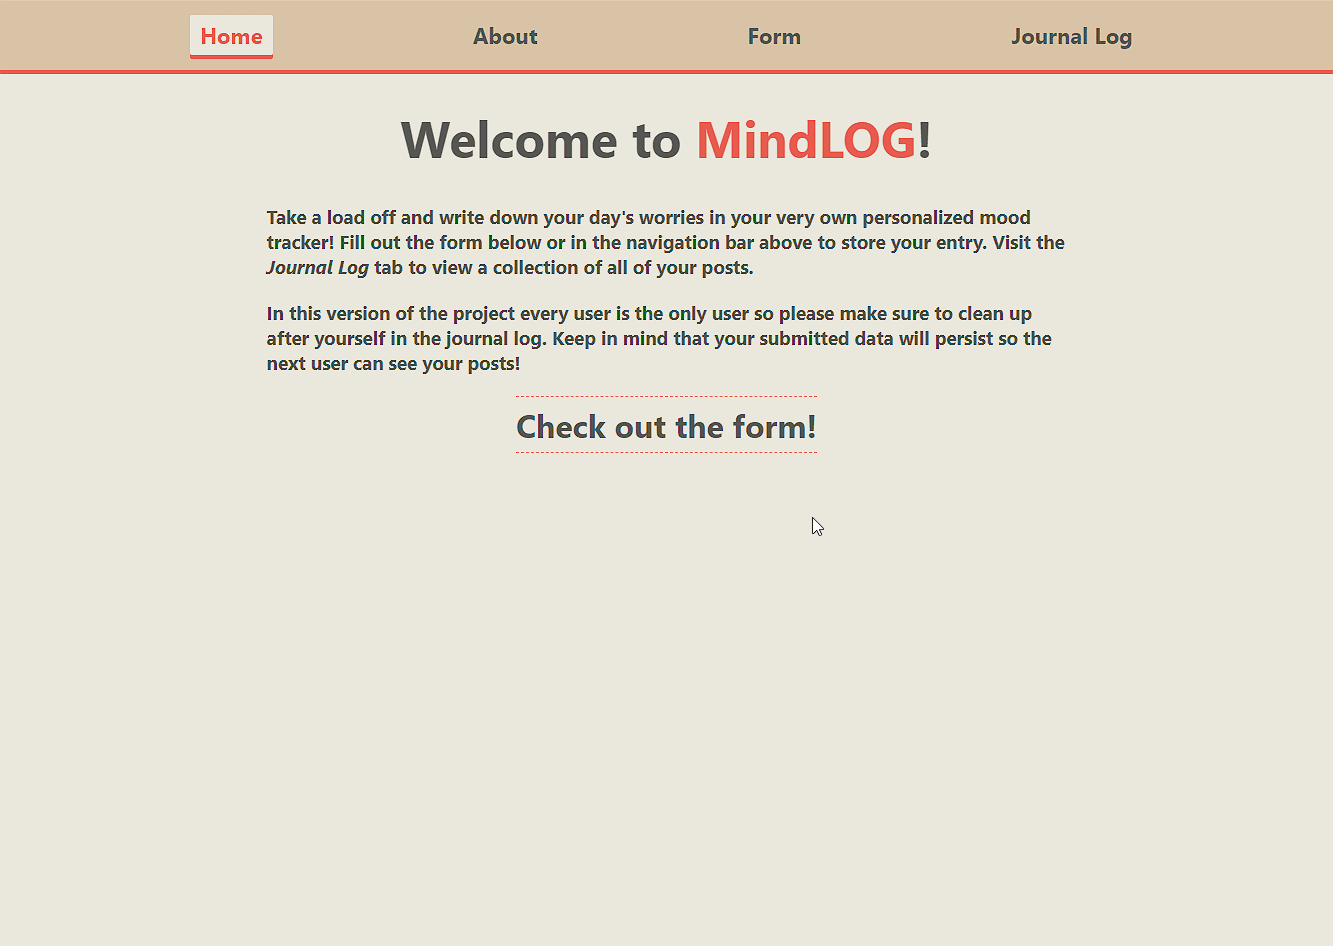 Home About Form Journal Log
Welcome to MindLOG!
Take a load off and write down your day's worries in your very own personalized mood
tracker! Fill out the form below or in the navigation bar above to store your entry. Visit the
Journal Log tab to view a collection of all of your posts.
In this version of the project every user is the only user so please make sure to clean up
after yourself in the journal log. Keep in mind that your submitted data will persist so the
next user can see your posts!
Check out the form!